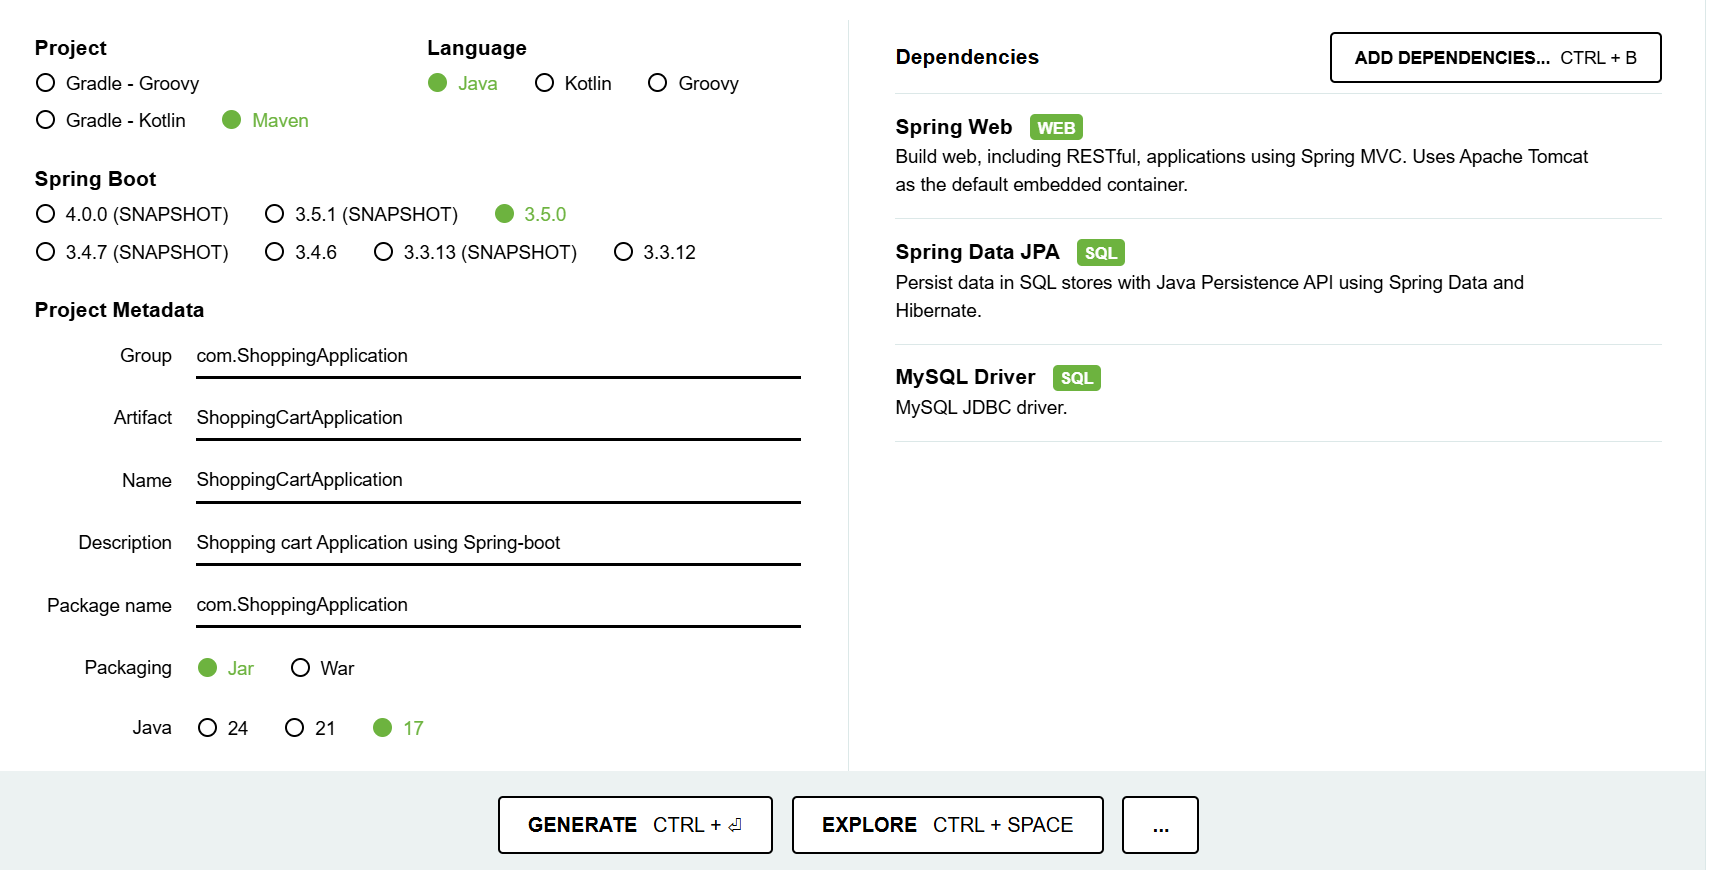 Project
Gradle - Groovy
Gradle - Kotlin Maven
Language
Java Kotlin Groovy
Spring Boot
4.0.0 (SNAPSHOT) 3.5.1 (SNAPSHOT) 3.5.0
3.4.7 (SNAPSHOT) 3.4.6 3.3.13 (SNAPSHOT) 3.3.12
Project Metadata
Group com.ShoppingApplication
Artifact ShoppingCartApplication
Name ShoppingCartApplication
Description Shopping cart Application using Spring-boot
Package name com.ShoppingApplication
Packaging Jar War
Java 24 21 17
Dependencies ADD DEPENDENCIES... CTRL + B
Spring Web WEB
Build web, including RESTful, applications using Spring MVC. Uses Apache Tomcat
as the default embedded container.
Spring Data JPA SQL
Persist data in SQL stores with Java Persistence API using Spring Data and
Hibernate.
MySQL Driver SQL
MySQL JDBC driver.
GENERATE CTRL + ⏎ EXPLORE CTRL + SPACE ...